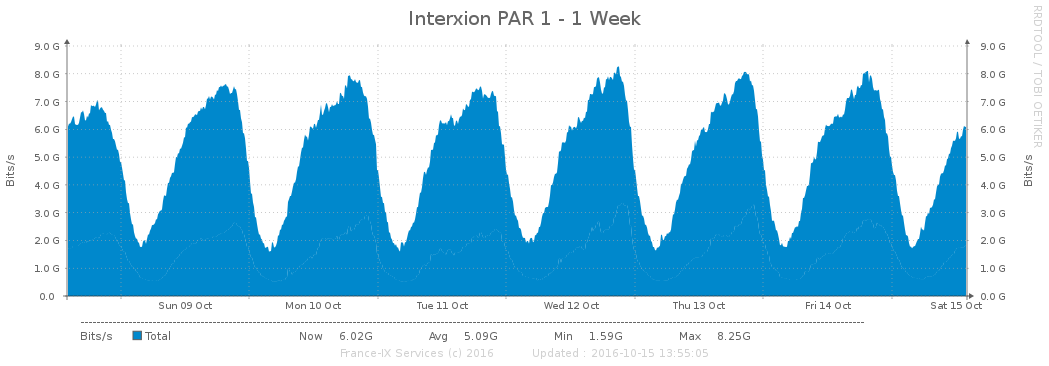 Interxion PAR 1 - 1 Week
RRDTOOL / TOBI OETIKER
Bits/s
9.0 G 9.0 G
8.0 G 8.0 G
7.0 G 7.0 G
6.0 G 6.0 G
5.0 G 5.0 G
4.0 G 4.0 G
3.0 G 3.0 G
2.0 G 2.0 G
1.0 G 1.0 G
0.0 0.0 G
Bits/s
Sun 09 Oct Mon 10 Oct Tue 11 Oct Wed 12 Oct Thu 13 Oct Fri 14 Oct Sat 15 Oct
Bits/s Total Now 6.02G Avg 5.09G Min 1.59G Max 8.25G
France-IX Services (c) 2016 Updated : 2016-10-15 13:55:05